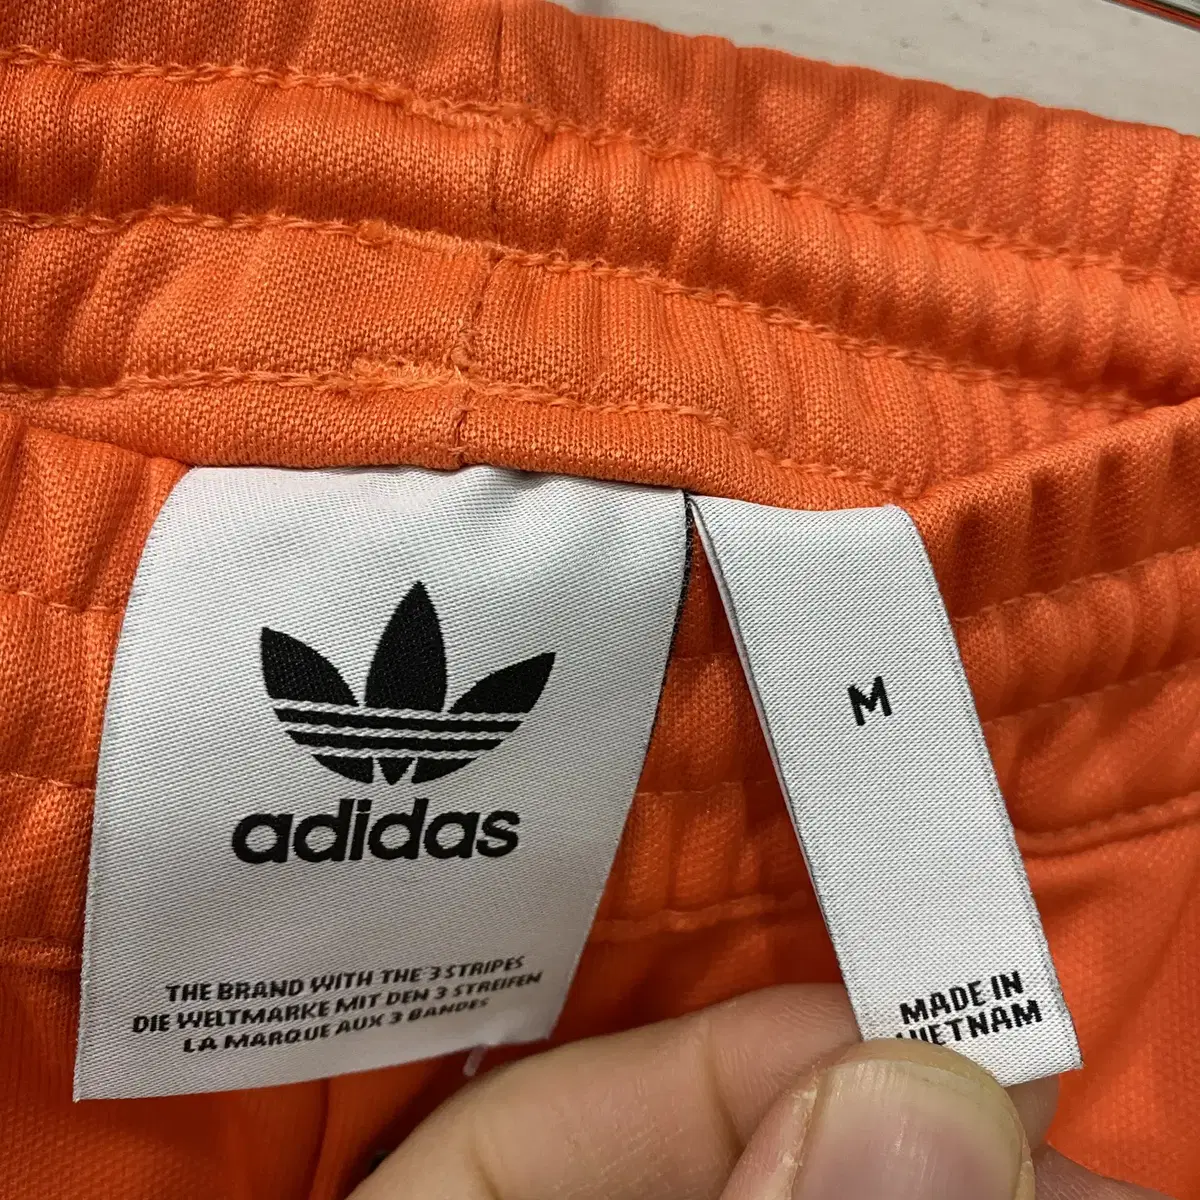 adidas
THE BRAND WITH THE 3 STRIPES
DIE WELTMARKE MIT DEN 3 STREIFEN
LA MARQUE AUX 3 BANDES
M
MADE IN
VIETNAM